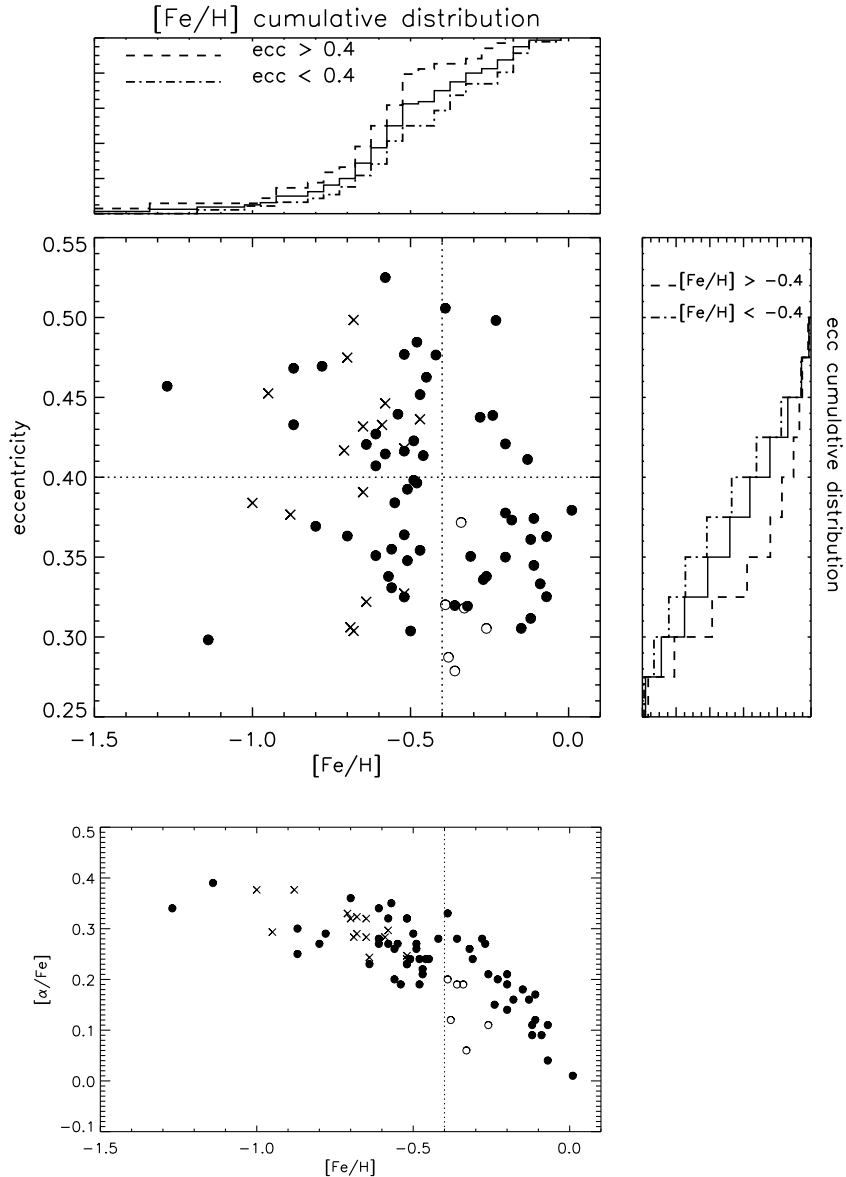 [Fe/H] cumulative distribution
ecc > 0.4
ecc < 0.4
0.55
0.50
0.45
0.40
0.35
0.30
0.25
eccentricity
-1.5
-1.0
-0.5
0.0
[Fe/H]
[Fe/H] > -0.4
[Fe/H] < -0.4
ecc cumulative distribution
0.5
0.4
0.3
0.2
0.1
0.0
-0.1
[α/Fe]
-1.5
-1.0
-0.5
0.0
[Fe/H]